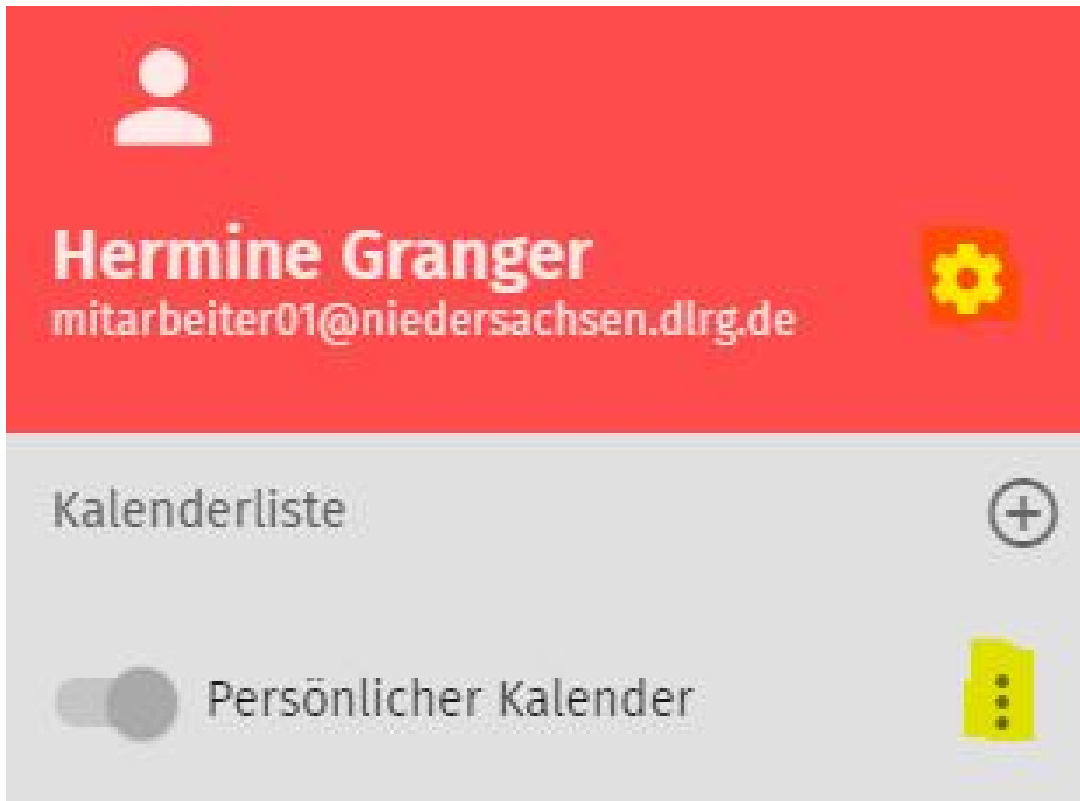 Hermine Granger
mitarbeiter01@niedersachsen.dlrg.de
Kalenderliste
Persönlicher Kalender